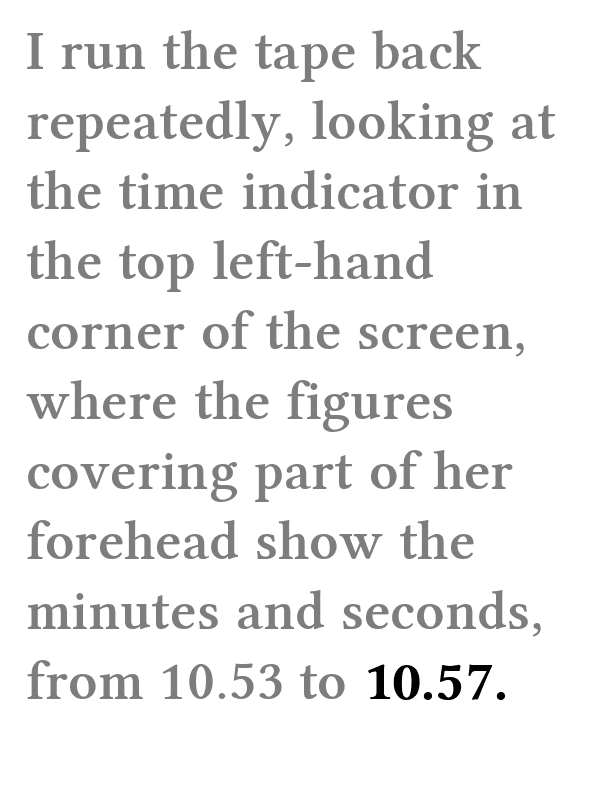 I run the tape back
repeatedly, looking at
the time indicator in
the top left-hand
corner of the screen,
where the figures
covering part of her
forehead show the
minutes and seconds,
from 10.53 to 10.57.